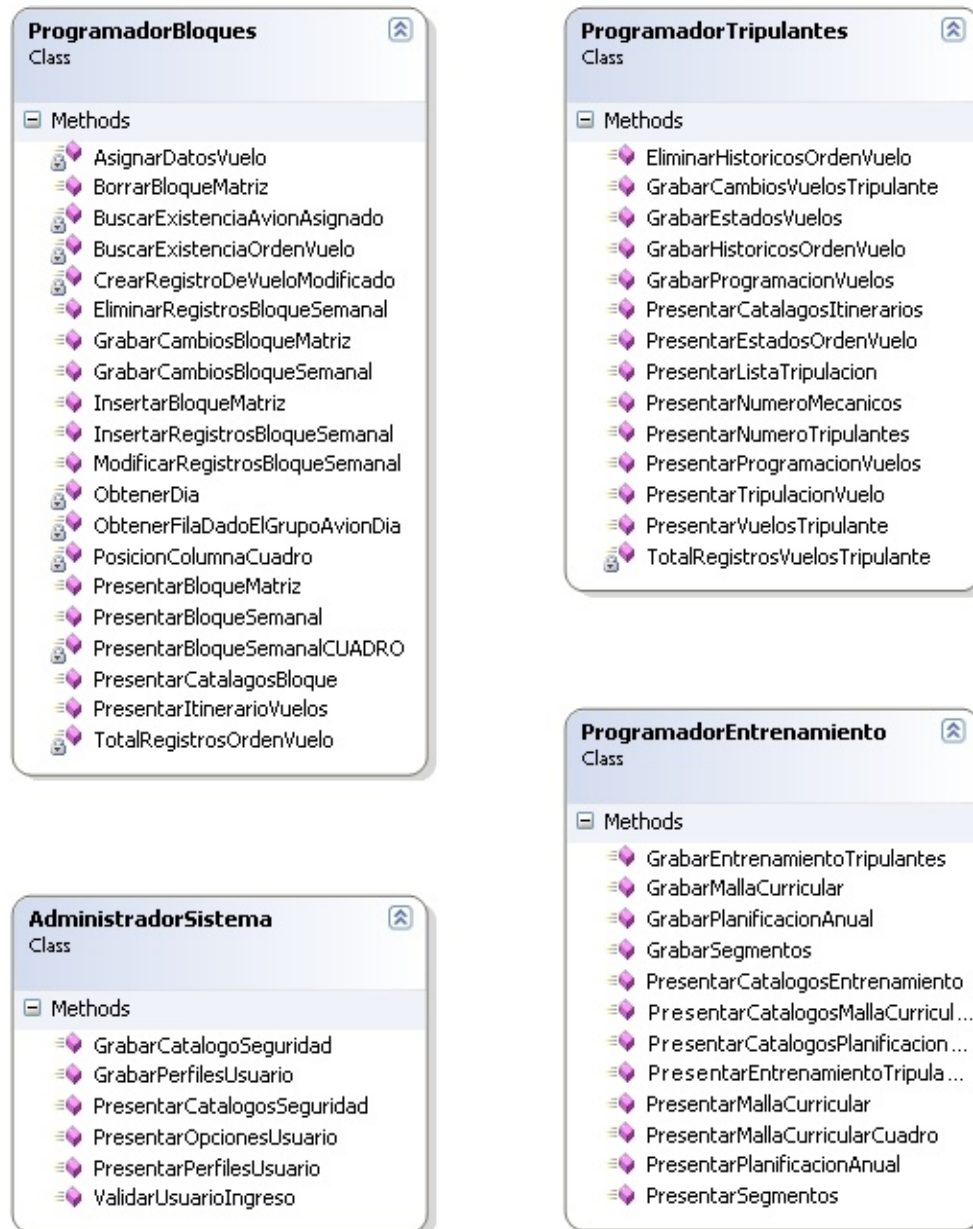 ProgramadorBloques
Class
Methods
AsignarDatosVuelo
BorrarBloqueMatriz
BuscarExistenciaAvionAsignado
BuscarExistenciaOrdenVuelo
CrearRegistroDeVueloModificado
EliminarRegistrosBloqueSemanal
GrabarCambiosBloqueMatriz
GrabarCambiosBloqueSemanal
InsertarBloqueMatriz
InsertarRegistrosBloqueSemanal
ModificarRegistrosBloqueSemanal
ObtenerDia
ObtenerFilaDadoElGrupoAvionDia
PosicionColumnaCuadro
PresentarBloqueMatriz
PresentarBloqueSemanal
PresentarBloqueSemanalCUADRO
PresentarCatalagosBloque
PresentarItinerarioVuelos
TotalRegistrosOrdenVuelo
ProgramadorTripulantes
Class
Methods
EliminarHistoricosOrdenVuelo
GrabarCambiosVuelosTripulante
GrabarEstadosVuelos
GrabarHistoricosOrdenVuelo
GrabarProgramacionVuelos
PresentarCatalagosItinerarios
PresentarEstadosOrdenVuelo
PresentarListaTripulacion
PresentarNumeroMecanicos
PresentarNumeroTripulantes
PresentarProgramacionVuelos
PresentarTripulacionVuelo
PresentarVuelosTripulante
TotalRegistrosVuelosTripulante
AdministradorSistema
Class
Methods
GrabarCatalogoSeguridad
GrabarPerfilesUsuario
PresentarCatalogosSeguridad
PresentarOpcionesUsuario
PresentarPerfilesUsuario
ValidarUsuarioIngreso
ProgramadorEntrenamiento
Class
Methods
GrabarEntrenamientoTripulantes
GrabarMallaCurricular
GrabarPlanificacionAnual
GrabarSegmentos
PresentarCatalogosEntrenamiento
PresentarCatalogosMallaCurricul...
PresentarCatalogosPlanificacion...
PresentarEntrenamientoTripula...
PresentarMallaCurricular
PresentarMallaCurricularCuadro
PresentarPlanificacionAnual
PresentarSegmentos